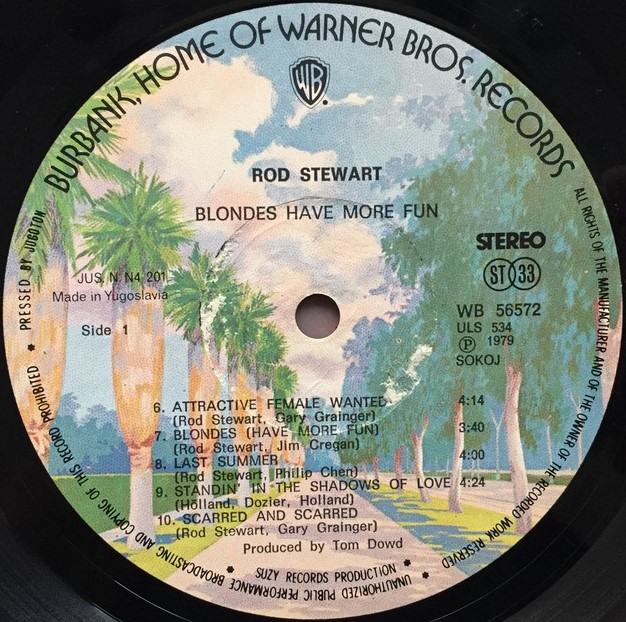 BURBANK, HOME OF WARNER BROS. RECORDS
WB
ROD STEWART
BLONDES HAVE MORE FUN
STEREO
ST 33
JUS. N. N4 201
Made in Yugoslavia
Side 1
WB 56572
ULS 534
Ⓟ 1979
SOKOJ
6. ATTRACTIVE FEMALE WANTED 4:14
(Rod Stewart, Gary Grainger)
7. BLONDES (HAVE MORE FUN) 3:40
(Rod Stewart, Jim Cregan)
8. LAST SUMMER 4:00
(Rod Stewart, Philip Chen)
9. STANDIN' IN THE SHADOWS OF LOVE 4:24
(Holland, Dozier, Holland)
10. SCARRED AND SCARRED
(Rod Stewart, Gary Grainger)
Produced by Tom Dowd
SUZY RECORDS PRODUCTION
ALL RIGHTS OF THE MANUFACTURER AND OF THE OWNER OF THE RECORDED WORK RESERVED * UNAUTHORIZED PUBLIC PERFORMANCE BROADCASTING AND COPYING OF THIS RECORD PROHIBITED * PRESSED BY JUGOTON